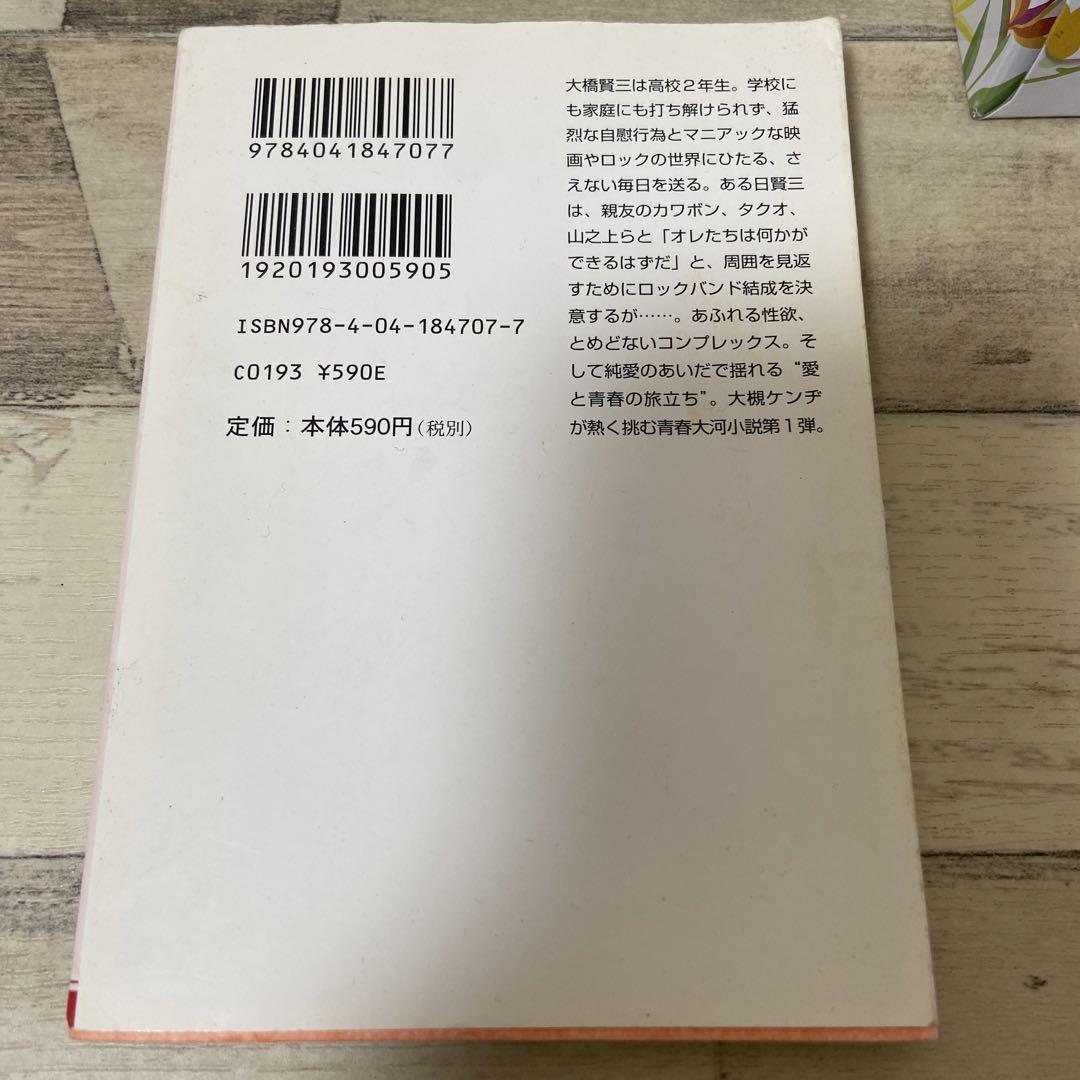 9784041847077
1920193005905
ISBN978-4-04-184707-7
C0193 ¥590E
定価：本体590円(税別)
大橋賢三は高校２年生。学校に
も家庭にも打ち解けられず、猛
烈な自慰行為とマニアックな映
画やロックの世界にひたる、さ
えない毎日を送る。ある日賢三
は、親友のカワボン、タクオ、
山之上らと「オレたちは何かが
できるはずだ」と、周囲を見返
すためにロックバンド結成を決
意するが……。あふれる性欲、
とめどないコンプレックス。そ
して純愛のあいだで揺れる“愛
と青春の旅立ち”。大槻ケンヂ
が熱く挑む青春大河小説第１弾。